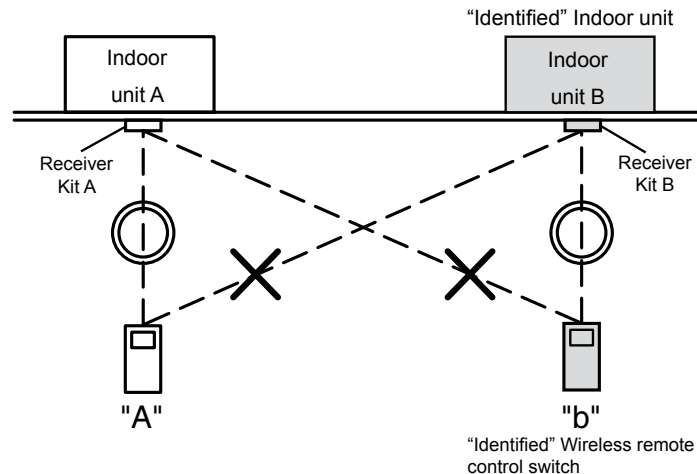 “Identified” Indoor unit
Indoor
unit A
Indoor
unit B
Receiver
Kit A
Receiver
Kit B
"A"
"b"
“Identified” Wireless remote
control switch